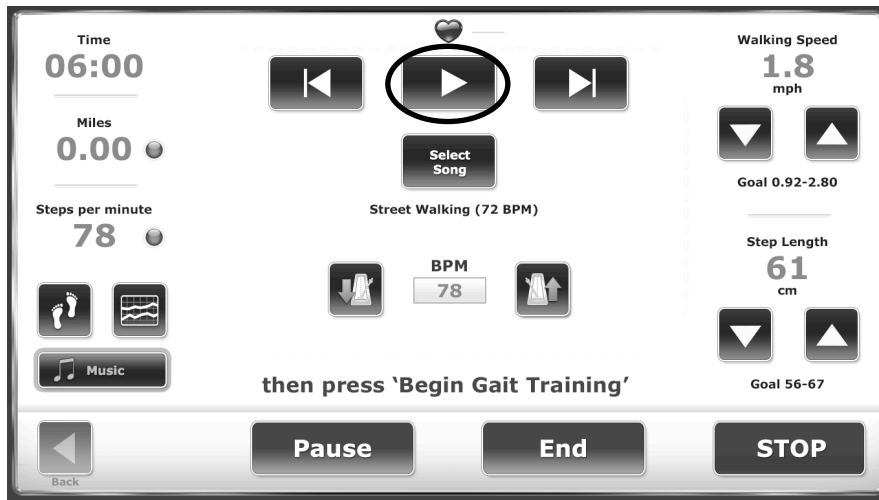 Time
06:00
Miles
0.00
Steps per minute
78
Music
Select
Song
Street Walking (72 BPM)
BPM
78
then press ‘Begin Gait Training’
Walking Speed
1.8
mph
Goal 0.92-2.80
Step Length
61
cm
Goal 56-67
Back
Pause
End
STOP